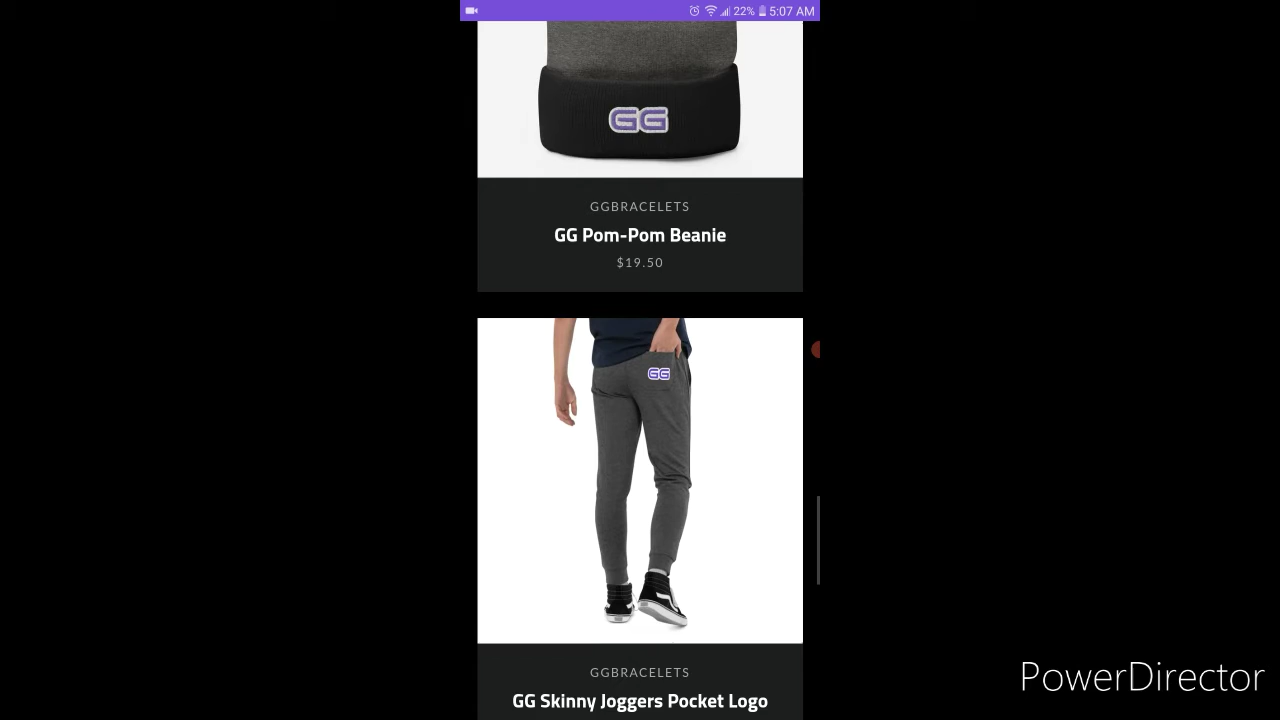 22% 5:07 AM
GG
GGBRACELETS
GG Pom-Pom Beanie
$19.50
GG
GGBRACELETS
GG Skinny Joggers Pocket Logo
PowerDirector